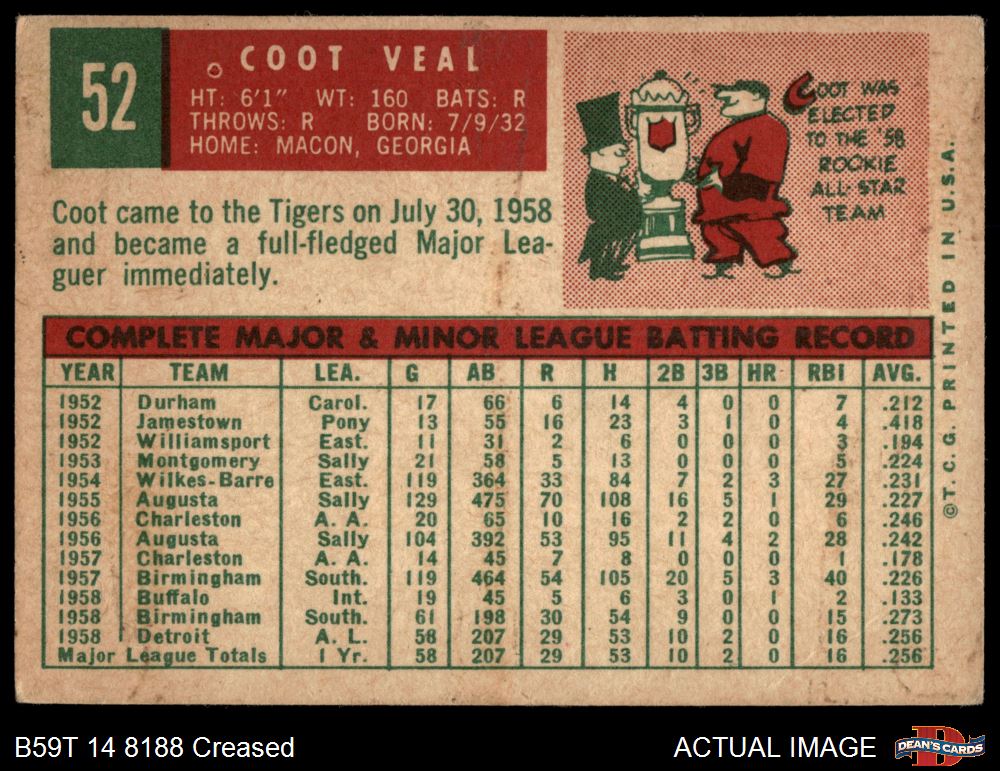 52
COOT VEAL
HT: 6'1" WT: 160 BATS: R
THROWS: R BORN: 7/9/32
HOME: MACON, GEORGIA
COOT WAS
ELECTED
TO THE '58
ROOKIE
ALL STAR
TEAM
Coot came to the Tigers on July 30, 1958
and became a full-fledged Major Lea-
guer immediately.
COMPLETE MAJOR & MINOR LEAGUE BATTING RECORD
YEAR TEAM LEA. G AB R H 2B 3B HR RBI AVG.
1952 Durham Carol. 17 66 6 14 4 0 0 7 .212
1952 Jamestown Pony 13 55 16 23 3 1 0 4 .418
1952 Williamsport East. 11 31 2 6 0 0 0 3 .194
1953 Montgomery Sally 21 58 5 13 0 0 0 5 .224
1954 Wilkes-Barre East. 119 364 33 84 7 2 3 27 .231
1955 Augusta Sally 129 475 70 108 16 5 1 29 .227
1956 Charleston A. A. 20 65 10 16 2 2 0 6 .246
1956 Augusta Sally 104 392 53 95 11 4 2 28 .242
1957 Charleston A. A. 14 45 7 8 0 0 0 1 .178
1957 Birmingham South. 119 464 54 105 20 5 3 40 .226
1958 Buffalo Int. 19 45 5 6 3 0 1 2 .133
1958 Birmingham South. 61 198 30 54 9 0 0 15 .273
1958 Detroit A. L. 58 207 29 53 10 2 0 16 .256
Major League Totals 1 Yr. 58 207 29 53 10 2 0 16 .256
© T. C. G. PRINTED IN U.S.A.
B59T 14 8188 Creased
ACTUAL IMAGE
DEAN'S CARDS